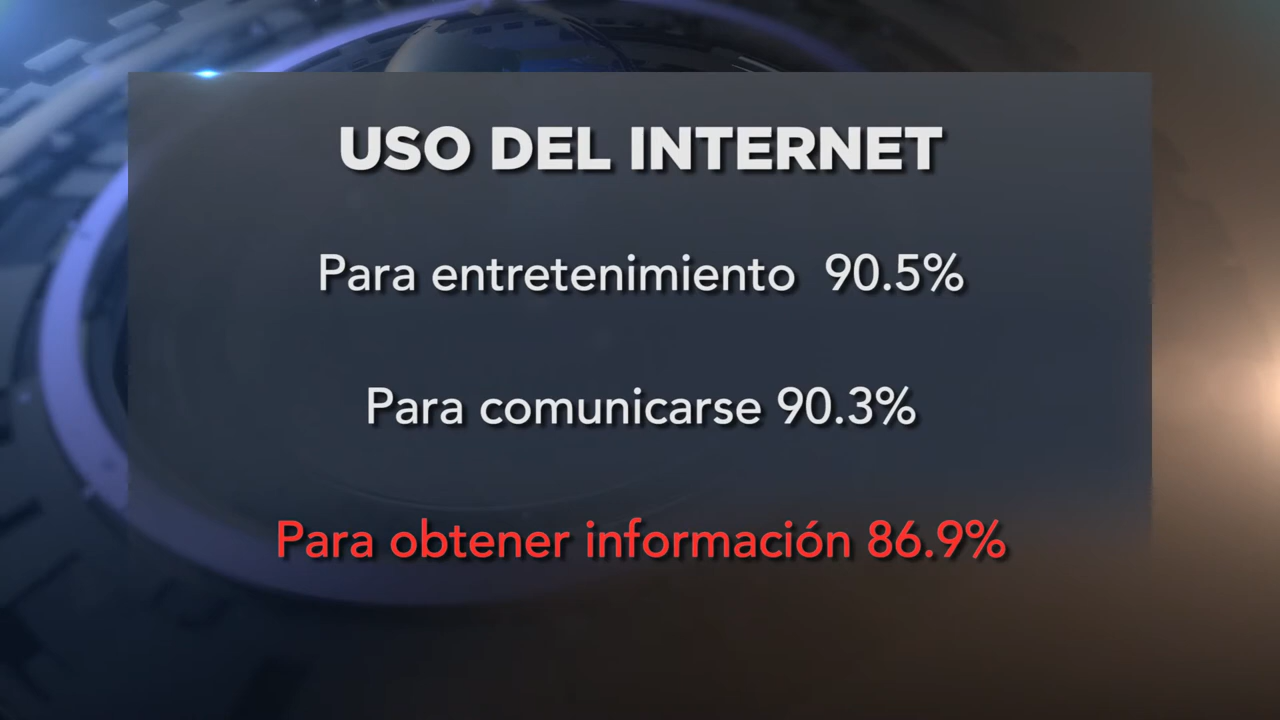 USO DEL INTERNET
Para entretenimiento 90.5%
Para comunicarse 90.3%
Para obtener información 86.9%